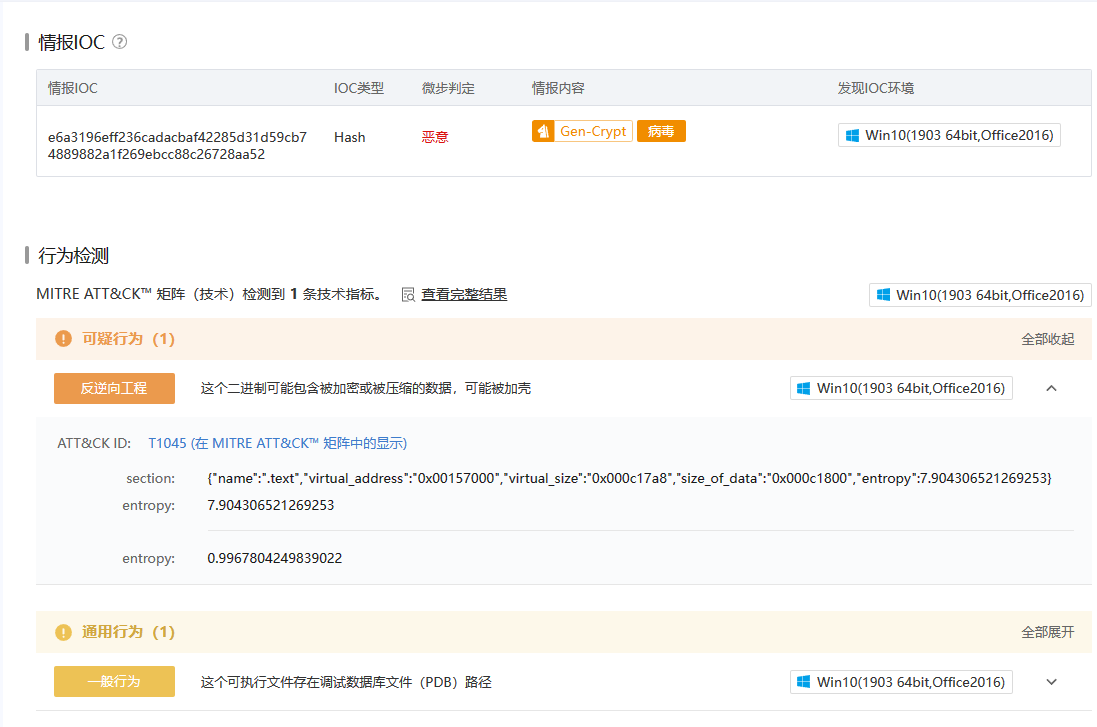 情报IOC ?
情报IOC IOC类型 微步判定 情报内容 发现IOC环境
e6a3196eff236cadacbaf42285d31d59cb7 Hash 恶意 Gen-Crypt 病毒 Win10(1903 64bit,Office2016)
4889882a1f269ebcc88c26728aa52
行为检测
MITRE ATT&CK™ 矩阵（技术）检测到 1 条技术指标。 查看完整结果 Win10(1903 64bit,Office2016)
! 可疑行为（1） 全部收起
反逆向工程 这个二进制可能包含被加密或被压缩的数据，可能被加壳 Win10(1903 64bit,Office2016)
ATT&CK ID: T1045 (在 MITRE ATT&CK™ 矩阵中的显示)
section: {"name":".text","virtual_address":"0x00157000","virtual_size":"0x000c17a8","size_of_data":"0x000c1800","entropy":7.904306521269253}
entropy: 7.904306521269253
entropy: 0.9967804249839022
! 通用行为（1） 全部展开
一般行为 这个可执行文件存在调试数据库文件（PDB）路径 Win10(1903 64bit,Office2016)